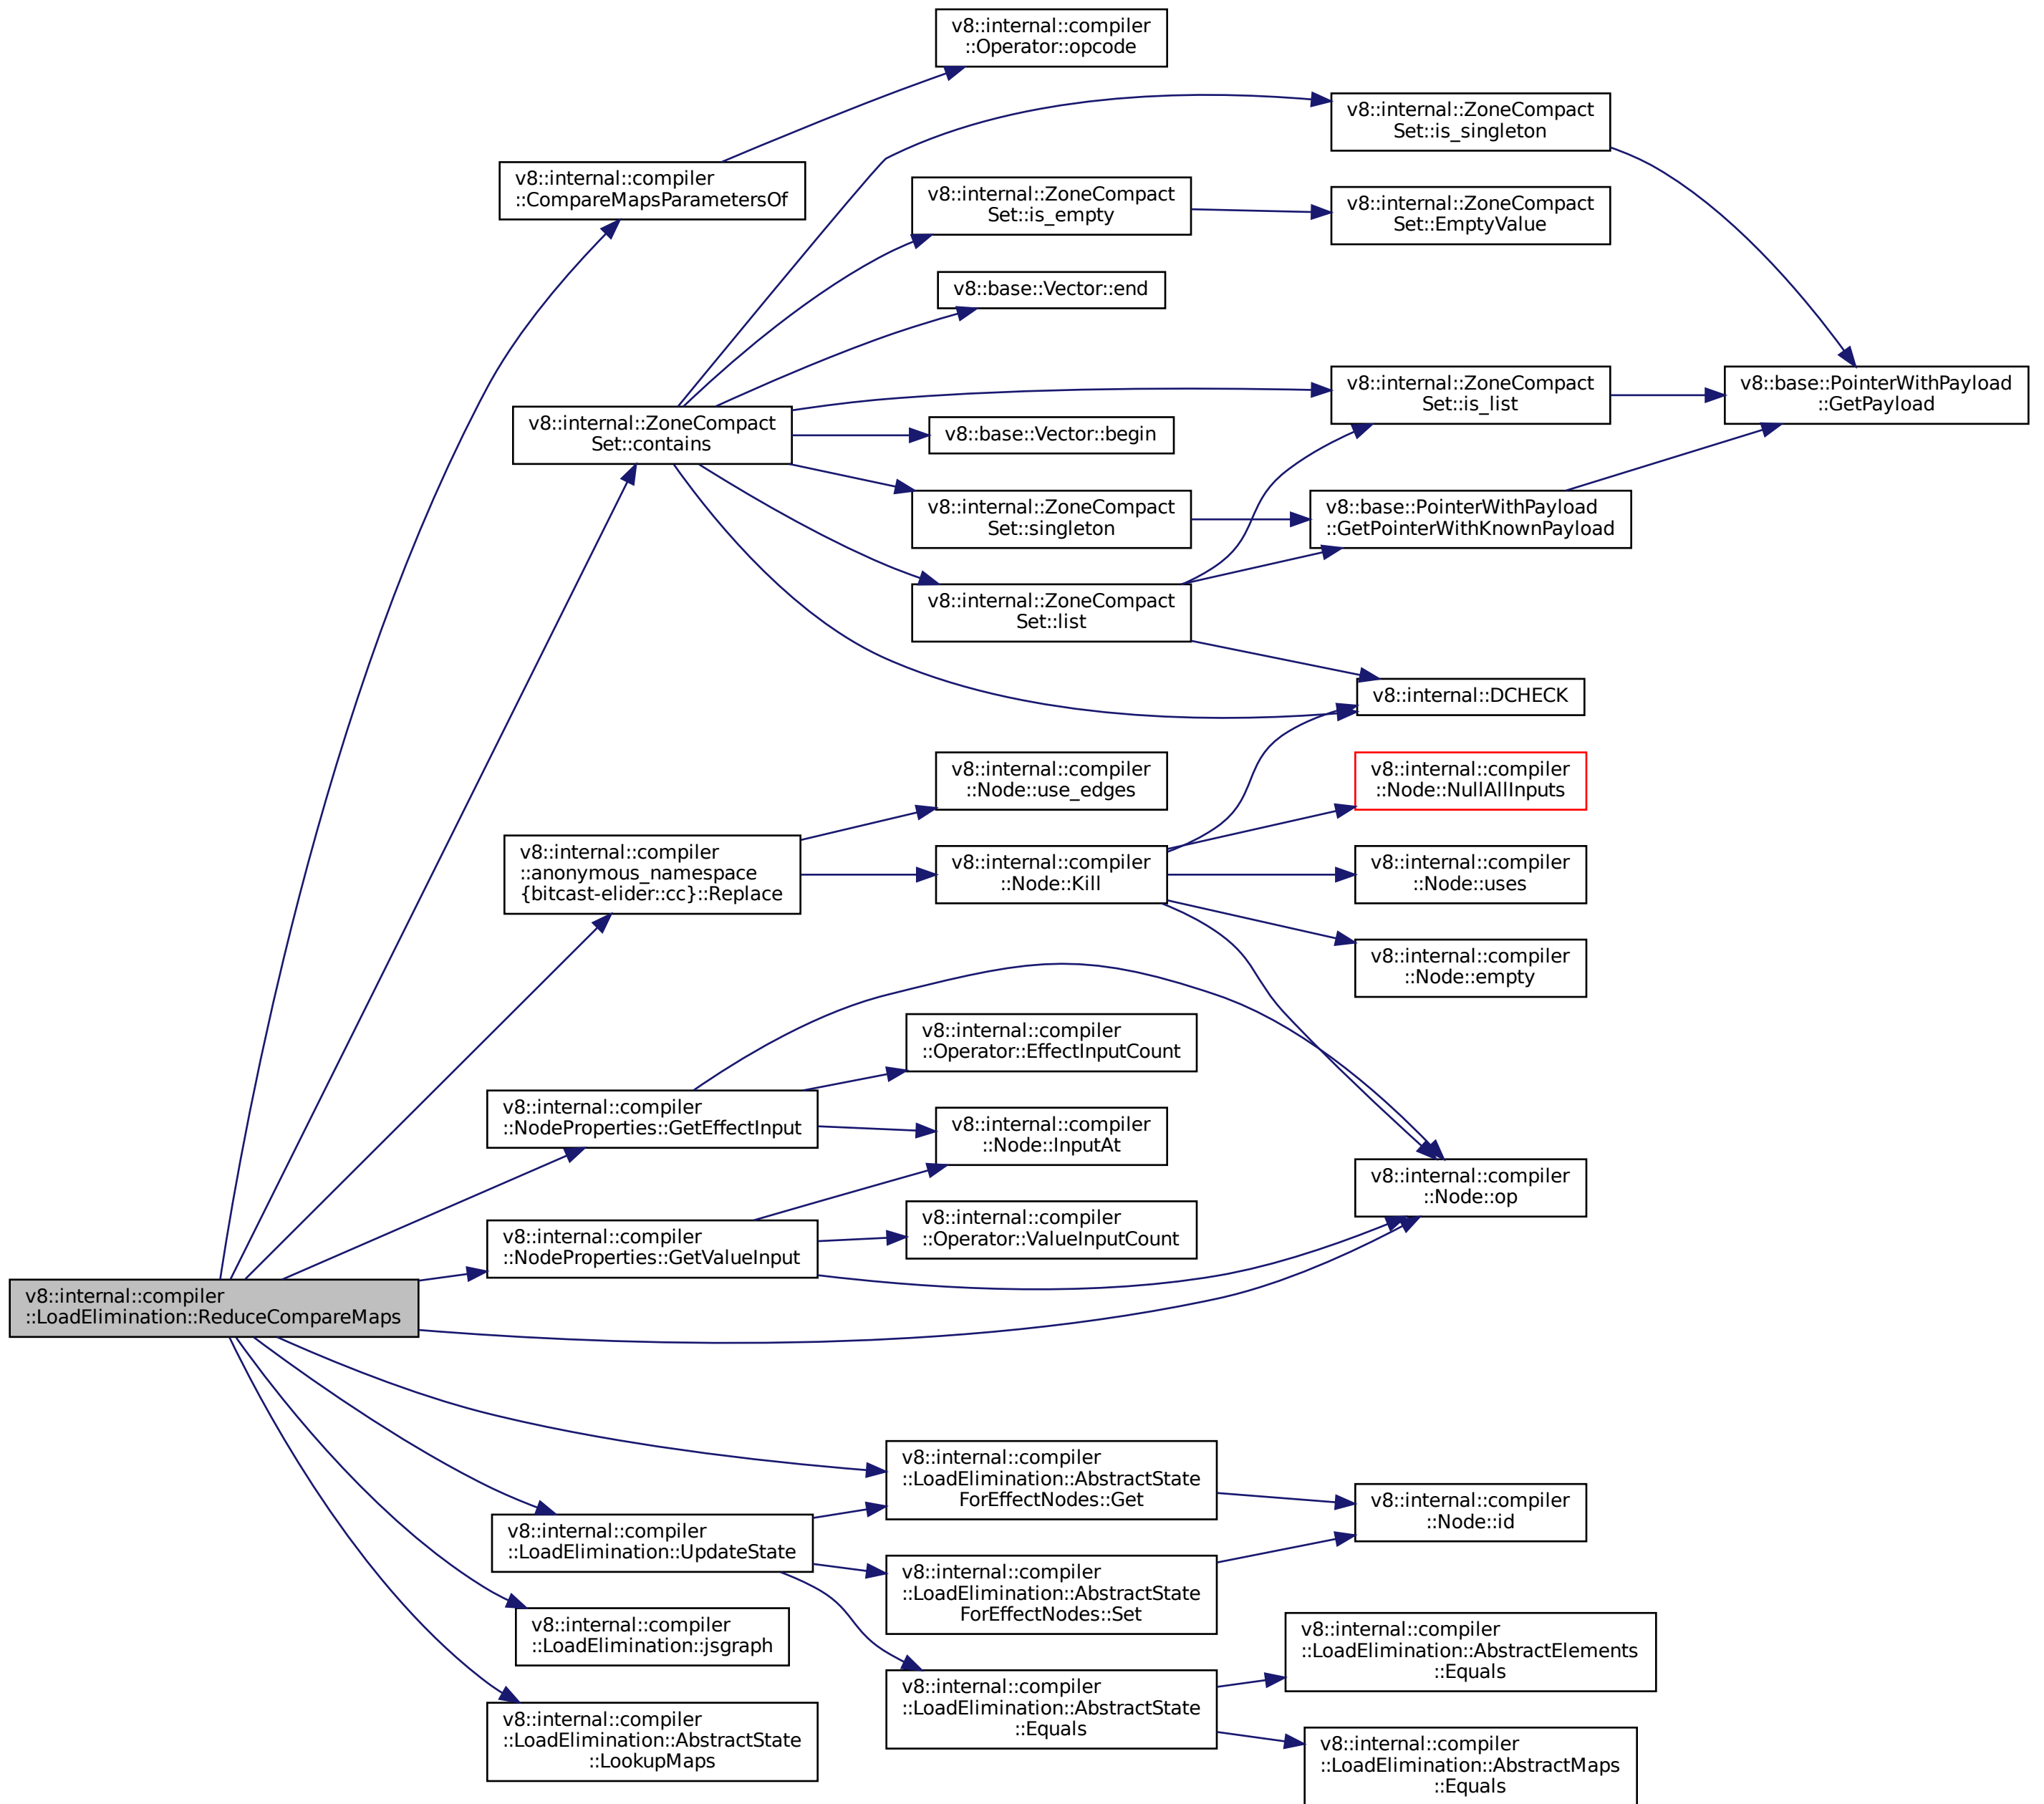 v8::internal::compiler
::Operator::opcode
v8::internal::ZoneCompact
Set::is_singleton
v8::internal::compiler
::CompareMapsParametersOf
v8::internal::ZoneCompact
Set::is_empty
v8::internal::ZoneCompact
Set::EmptyValue
v8::base::Vector::end
v8::internal::ZoneCompact
Set::is_list
v8::base::PointerWithPayload
::GetPayload
v8::internal::ZoneCompact
Set::contains
v8::base::Vector::begin
v8::internal::ZoneCompact
Set::singleton
v8::base::PointerWithPayload
::GetPointerWithKnownPayload
v8::internal::ZoneCompact
Set::list
v8::internal::DCHECK
v8::internal::compiler
::Node::use_edges
v8::internal::compiler
::Node::NullAllInputs
v8::internal::compiler
::anonymous_namespace
{bitcast-elider::cc}::Replace
v8::internal::compiler
::Node::Kill
v8::internal::compiler
::Node::uses
v8::internal::compiler
::Node::empty
v8::internal::compiler
::Operator::EffectInputCount
v8::internal::compiler
::NodeProperties::GetEffectInput
v8::internal::compiler
::Node::InputAt
v8::internal::compiler
::Node::op
v8::internal::compiler
::NodeProperties::GetValueInput
v8::internal::compiler
::Operator::ValueInputCount
v8::internal::compiler
::LoadElimination::ReduceCompareMaps
v8::internal::compiler
::LoadElimination::AbstractState
ForEffectNodes::Get
v8::internal::compiler
::Node::id
v8::internal::compiler
::LoadElimination::UpdateState
v8::internal::compiler
::LoadElimination::AbstractState
ForEffectNodes::Set
v8::internal::compiler
::LoadElimination::jsgraph
v8::internal::compiler
::LoadElimination::AbstractElements
::Equals
v8::internal::compiler
::LoadElimination::AbstractState
::Equals
v8::internal::compiler
::LoadElimination::AbstractState
::LookupMaps
v8::internal::compiler
::LoadElimination::AbstractMaps
::Equals